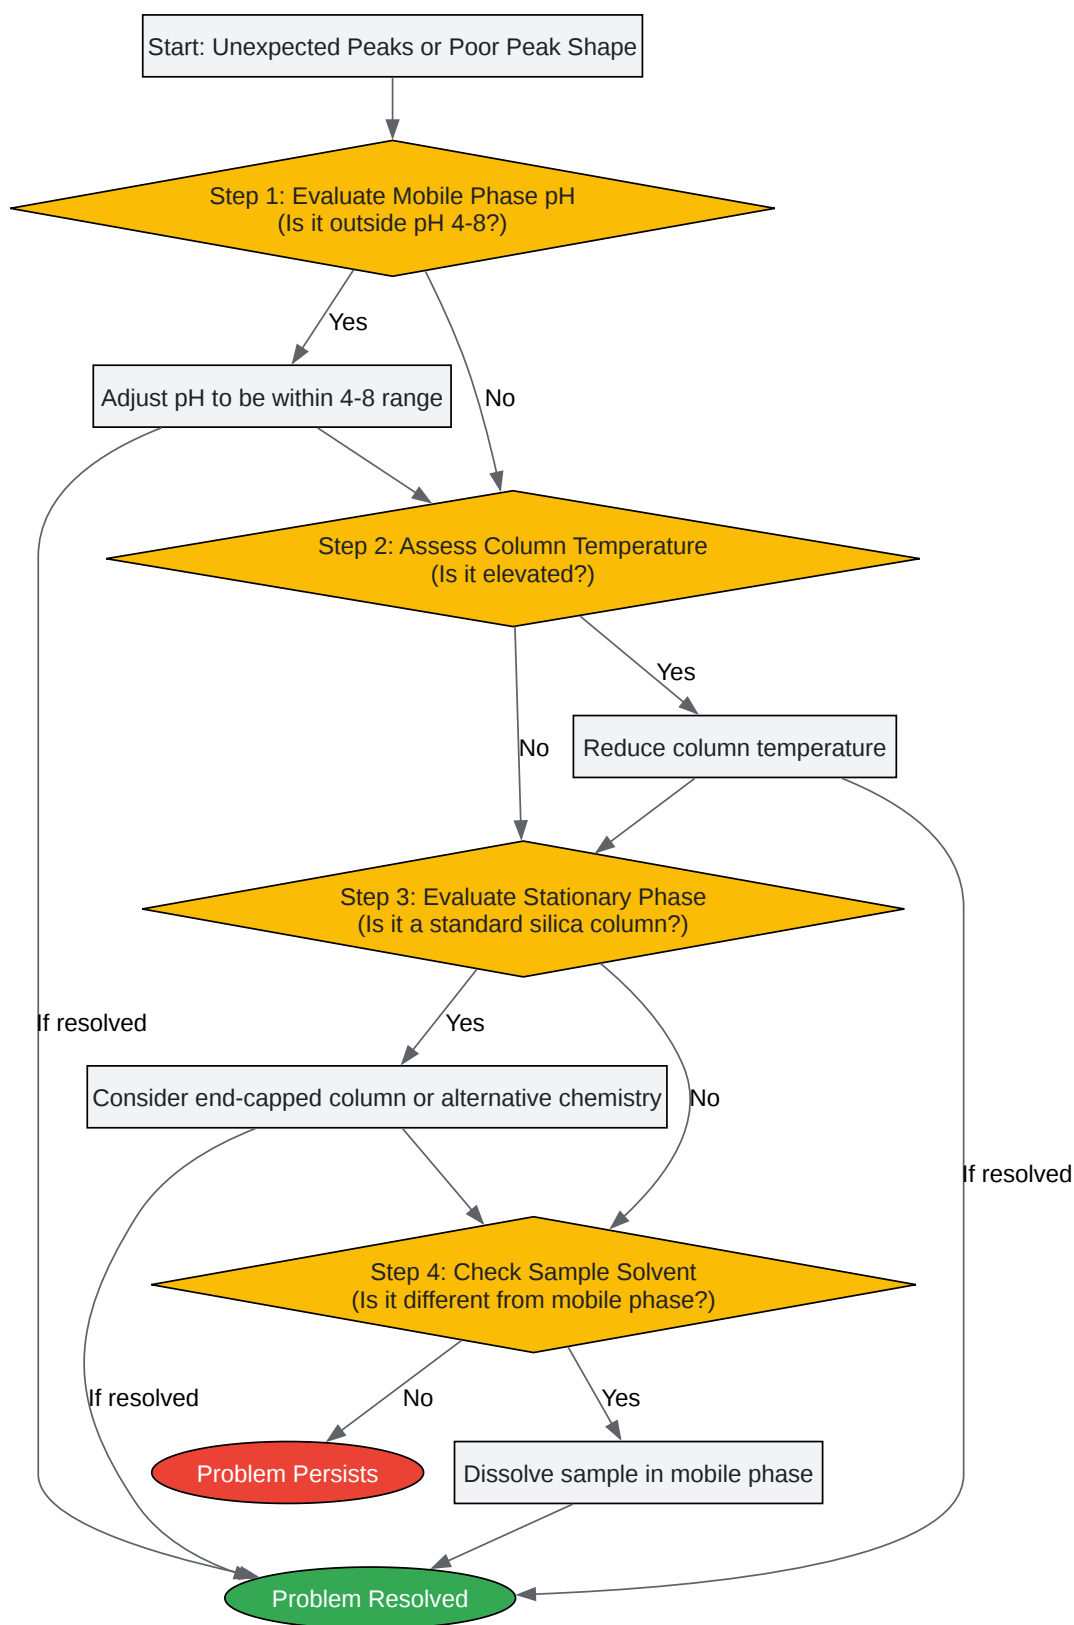 Start: Unexpected Peaks or Poor Peak Shape
Step 1: Evaluate Mobile Phase pH
(Is it outside pH 4-8?)
Yes
Adjust pH to be within 4-8 range
No
Step 2: Assess Column Temperature
(Is it elevated?)
Yes
No
Reduce column temperature
Step 3: Evaluate Stationary Phase
(Is it a standard silica column?)
If resolved
Yes
Consider end-capped column or alternative chemistry
No
If resolved
Step 4: Check Sample Solvent
(Is it different from mobile phase?)
If resolved
No
Yes
Problem Persists
Dissolve sample in mobile phase
Problem Resolved